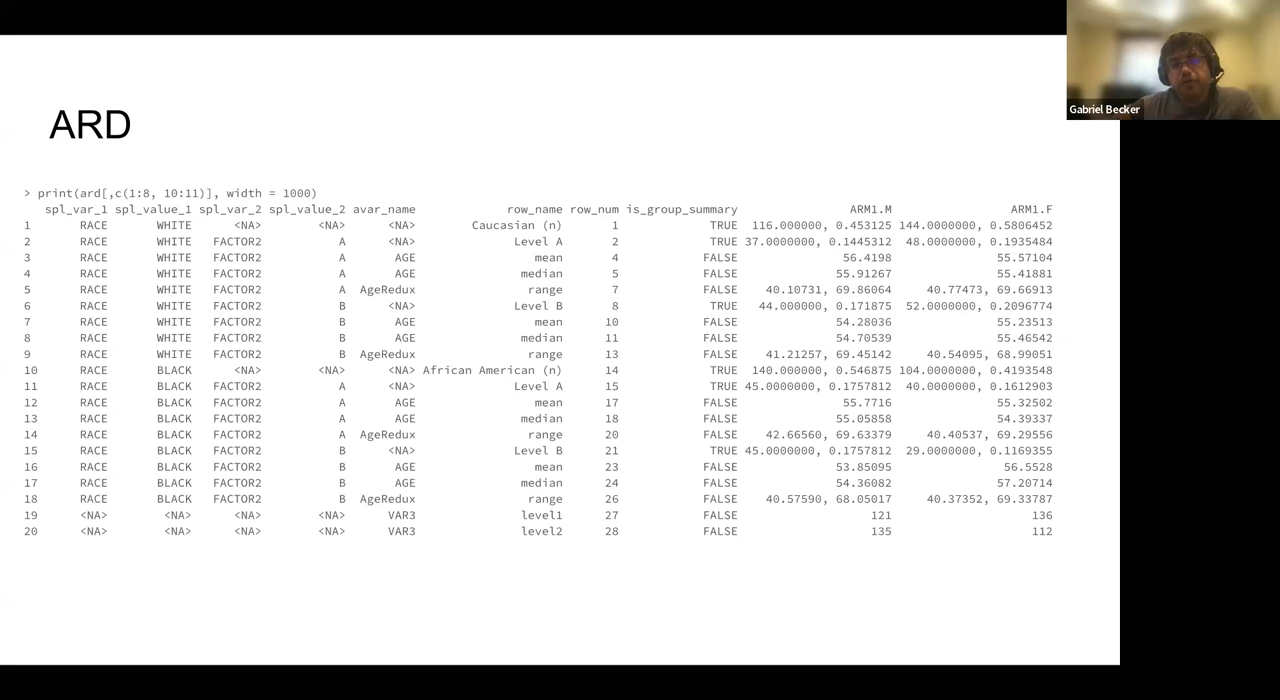 Gabriel Becker
ARD
> print(ard[,c(1:8, 10:11)], width = 1000)
spl_var_1 spl_value_1 spl_var_2 spl_value_2 avar_name row_name row_num is_group_summary ARM1.M ARM1.F
1 RACE WHITE <NA> <NA> <NA> Caucasian (n) 1 TRUE 116.000000, 0.453125 144.0000000, 0.5806452
2 RACE WHITE FACTOR2 A <NA> Level A 2 TRUE 37.0000000, 0.1445312 48.0000000, 0.1935484
3 RACE WHITE FACTOR2 A AGE mean 4 FALSE 56.4198 55.57104
4 RACE WHITE FACTOR2 A AGE median 5 FALSE 55.91267 55.41881
5 RACE WHITE FACTOR2 A AgeRedux range 7 FALSE 40.10731, 69.86064 40.77473, 69.66913
6 RACE WHITE FACTOR2 B <NA> Level B 8 TRUE 44.000000, 0.171875 52.0000000, 0.2096774
7 RACE WHITE FACTOR2 B AGE mean 10 FALSE 54.28036 55.23513
8 RACE WHITE FACTOR2 B AGE median 11 FALSE 54.70539 55.46542
9 RACE WHITE FACTOR2 B AgeRedux range 13 FALSE 41.21257, 69.45142 40.54095, 68.99051
10 RACE BLACK <NA> <NA> <NA> African American (n) 14 TRUE 140.000000, 0.546875 104.0000000, 0.4193548
11 RACE BLACK FACTOR2 A <NA> Level A 15 TRUE 45.0000000, 0.1757812 40.0000000, 0.1612903
12 RACE BLACK FACTOR2 A AGE mean 17 FALSE 55.7716 55.32502
13 RACE BLACK FACTOR2 A AGE median 18 FALSE 55.05858 54.39337
14 RACE BLACK FACTOR2 A AgeRedux range 20 FALSE 42.66560, 69.63379 40.40537, 69.29556
15 RACE BLACK FACTOR2 B <NA> Level B 21 TRUE 45.0000000, 0.1757812 29.0000000, 0.1169355
16 RACE BLACK FACTOR2 B AGE mean 23 FALSE 53.85095 56.5528
17 RACE BLACK FACTOR2 B AGE median 24 FALSE 54.36082 57.20714
18 RACE BLACK FACTOR2 B AgeRedux range 26 FALSE 40.57590, 68.05017 40.37352, 69.33787
19 <NA> <NA> <NA> <NA> VAR3 level1 27 FALSE 121 136
20 <NA> <NA> <NA> <NA> VAR3 level2 28 FALSE 135 112